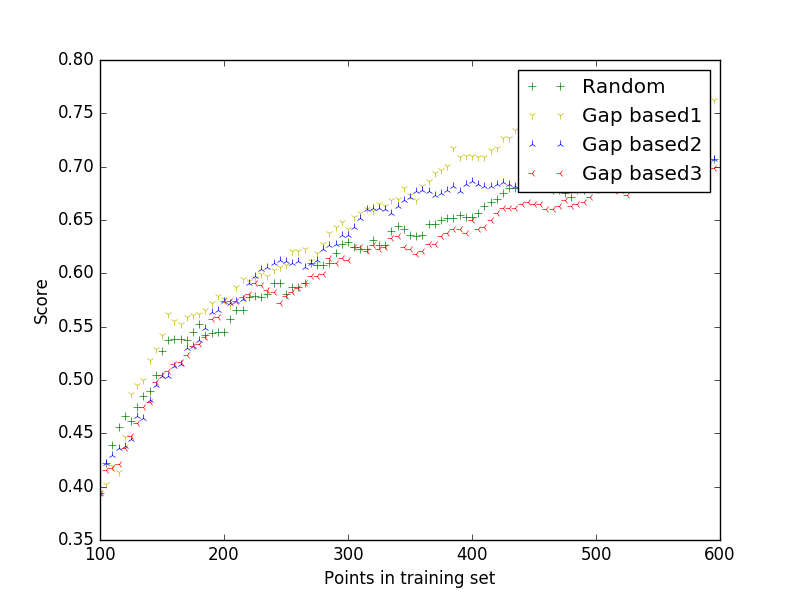 0.80
0.75
0.70
0.65
0.60
0.55
0.50
0.45
0.40
0.35
Score
Random
Gap based1
Gap based2
Gap based3
100 200 300 400 500 600
Points in training set